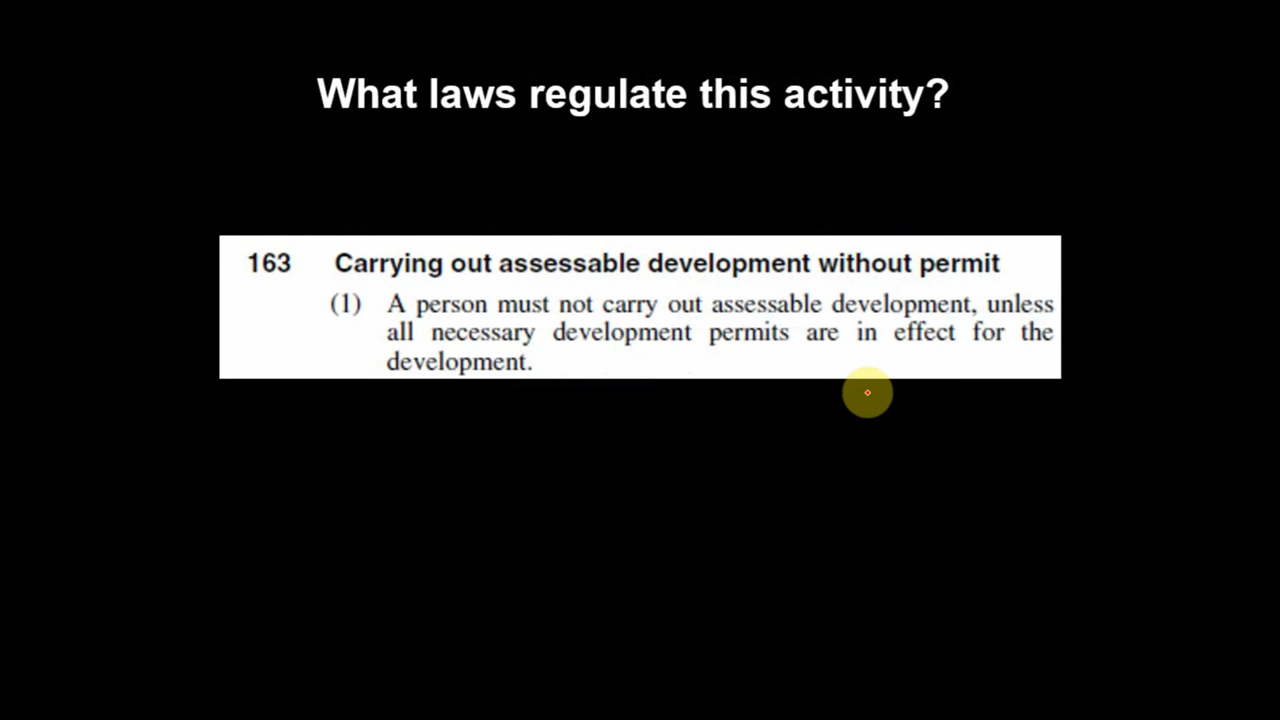 What laws regulate this activity?
163 Carrying out assessable development without permit
(1) A person must not carry out assessable development, unless
all necessary development permits are in effect for the
development.